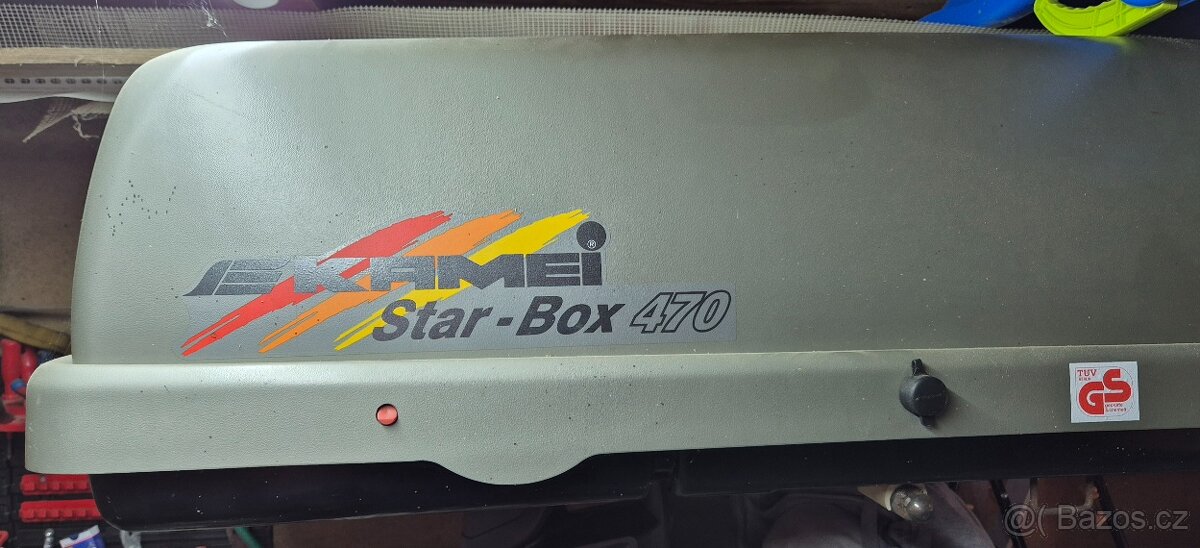 KAMEI ®
Star-Box 470
TÜV
GS
@( Bazos.cz